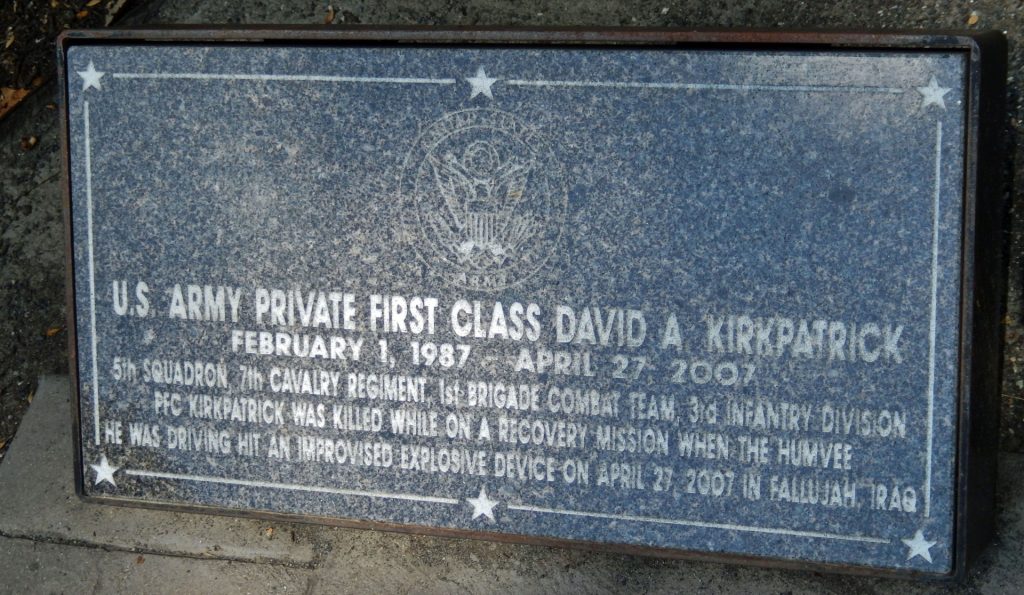 ARMY
U.S. ARMY PRIVATE FIRST CLASS DAVID A. KIRKPATRICK
FEBRUARY 1, 1987 - APRIL 27 2007
5th SQUADRON, 7th CAVALRY REGIMENT, 1st BRIGADE COMBAT TEAM, 3rd INFANTRY DIVISION
PFC KIRKPATRICK WAS KILLED WHILE ON A RECOVERY MISSION WHEN THE HUMVEE
HE WAS DRIVING HIT AN IMPROVISED EXPLOSIVE DEVICE ON APRIL 27, 2007 IN FALLUJAH, IRAQ